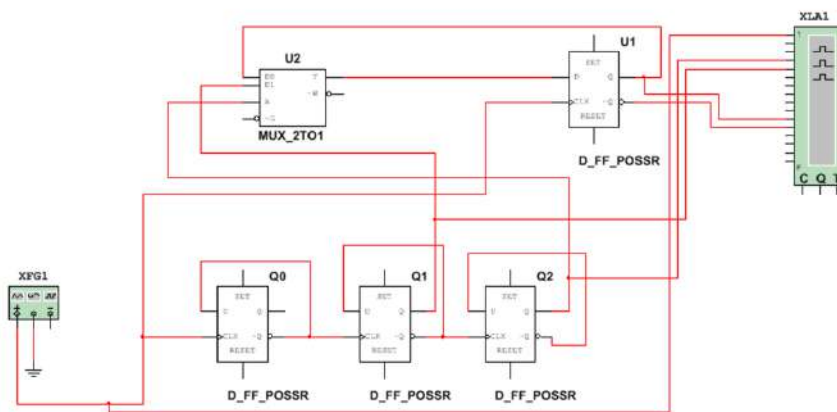 XLA1
U1
U2
SET
D0
D1
Y
D
Q
A
~W
CLK
~Q
~G
RESET
MUX_2TO1
D_FF_POSSR
C Q T
XFG1
Q0
Q1
Q2
SET
SET
SET
D
Q
D
Q
D
Q
CLK
~Q
CLK
~Q
CLK
~Q
RESET
RESET
RESET
D_FF_POSSR
D_FF_POSSR
D_FF_POSSR